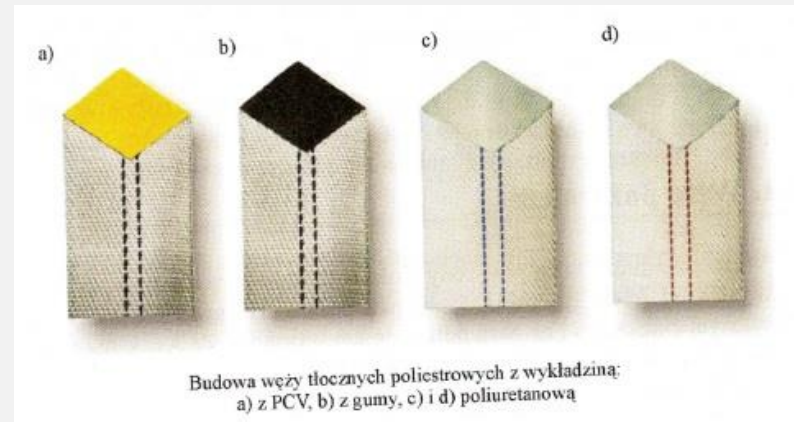 a)
b)
c)
d)
Budowa węży tłocznych poliestrowych z wykładziną:
a) z PCV, b) z gumy, c) i d) poliuretanową